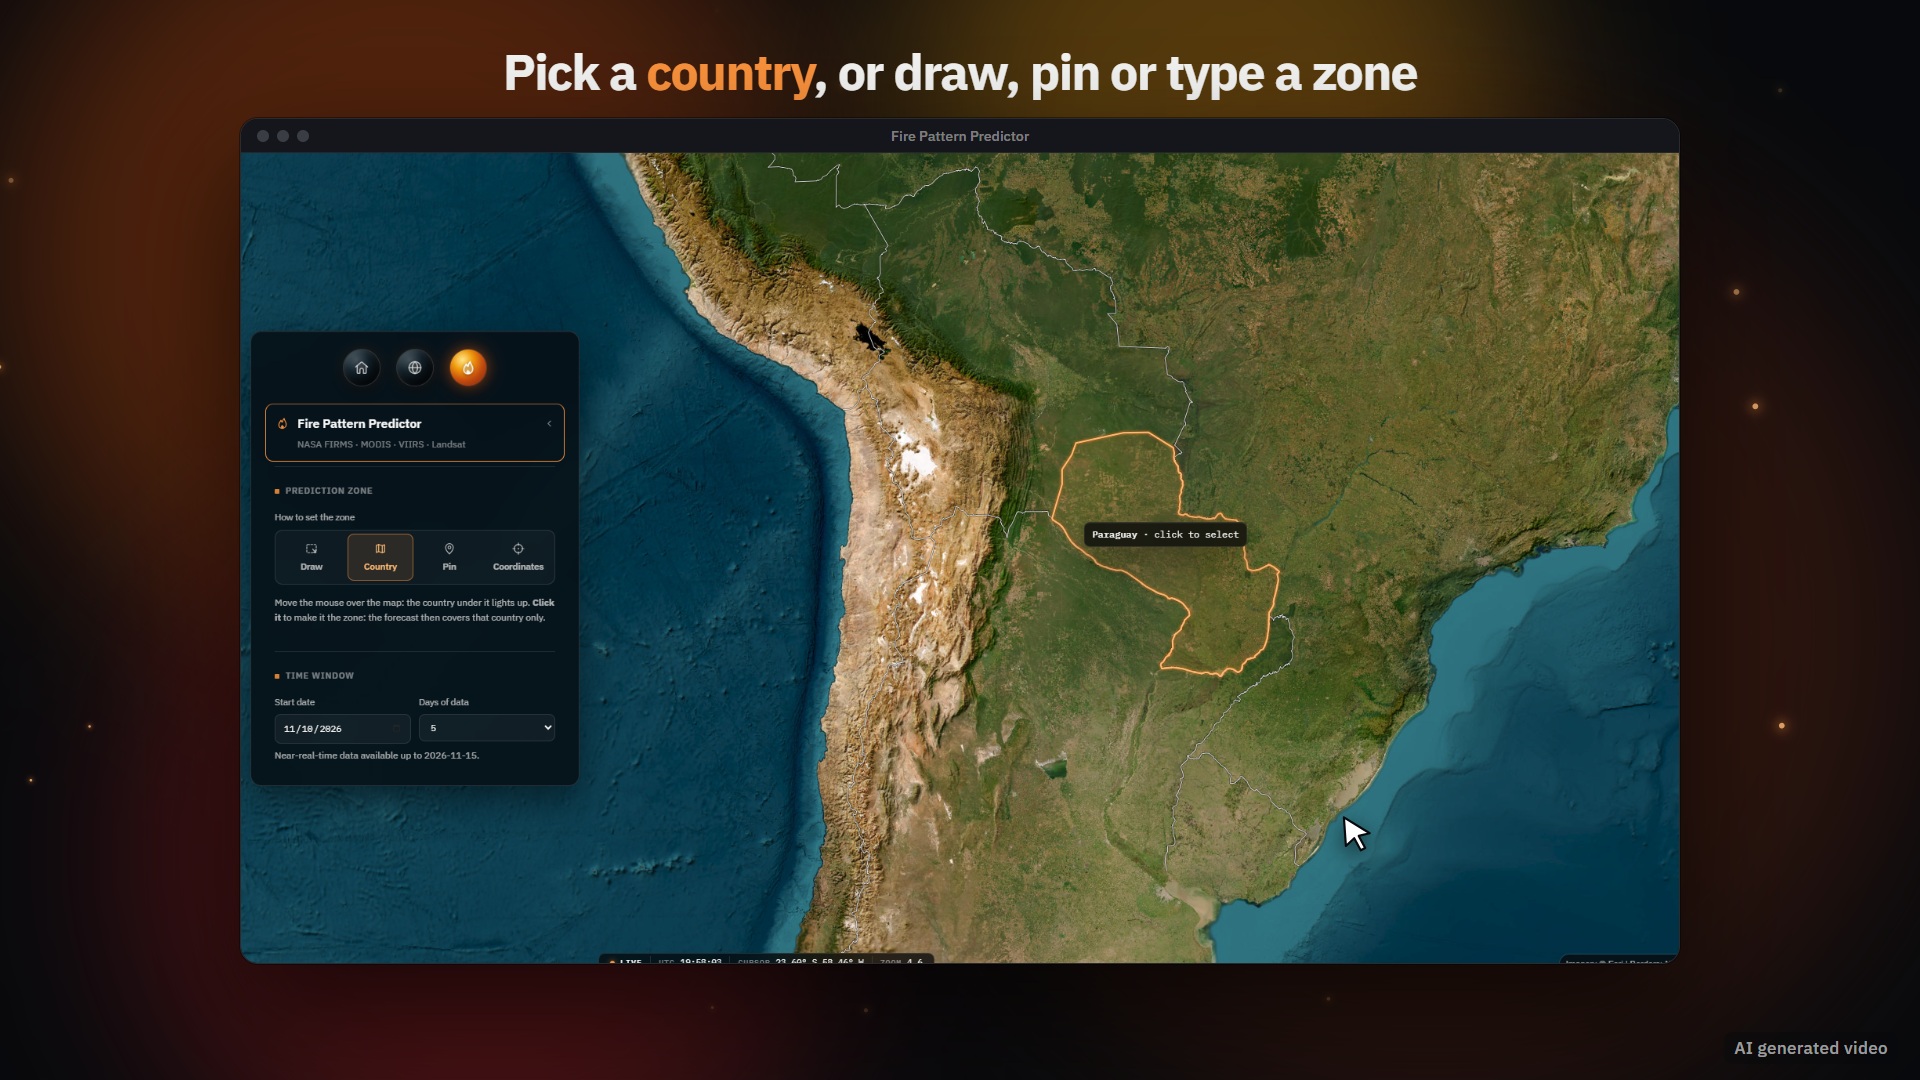 Pick a country, or draw, pin or type a zone
Fire Pattern Predictor
Fire Pattern Predictor
NASA FIRMS · MODIS · VIIRS · Landsat
PREDICTION ZONE
How to set the zone
Draw
Country
Pin
Coordinates
Move the mouse over the map: the country under it lights up. Click
it to make it the zone: the forecast then covers that country only.
TIME WINDOW
Start date
Days of data
11/10/2026
5
Near-real-time data available up to 2026-11-15.
Paraguay · click to select
AI generated video